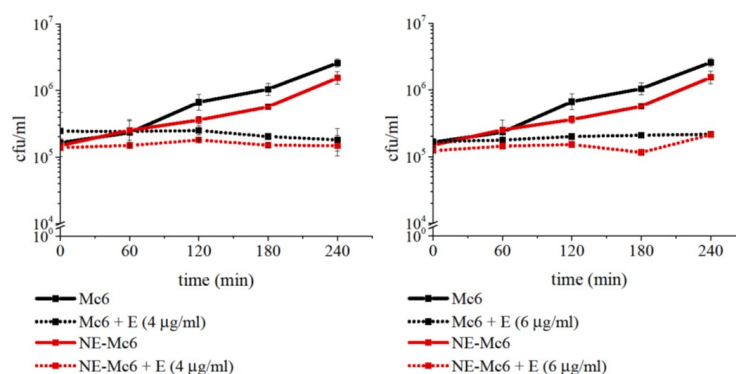 10⁷
10⁶
cfu/ml
10⁵
10⁴
10⁰
0 60 120 180 240
time (min)
Mc6
Mc6 + E (4 µg/ml)
NE-Mc6
NE-Mc6 + E (4 µg/ml)
10⁷
10⁶
cfu/ml
10⁵
10⁴
10⁰
0 60 120 180 240
time (min)
Mc6
Mc6 + E (6 µg/ml)
NE-Mc6
NE-Mc6 + E (6 µg/ml)